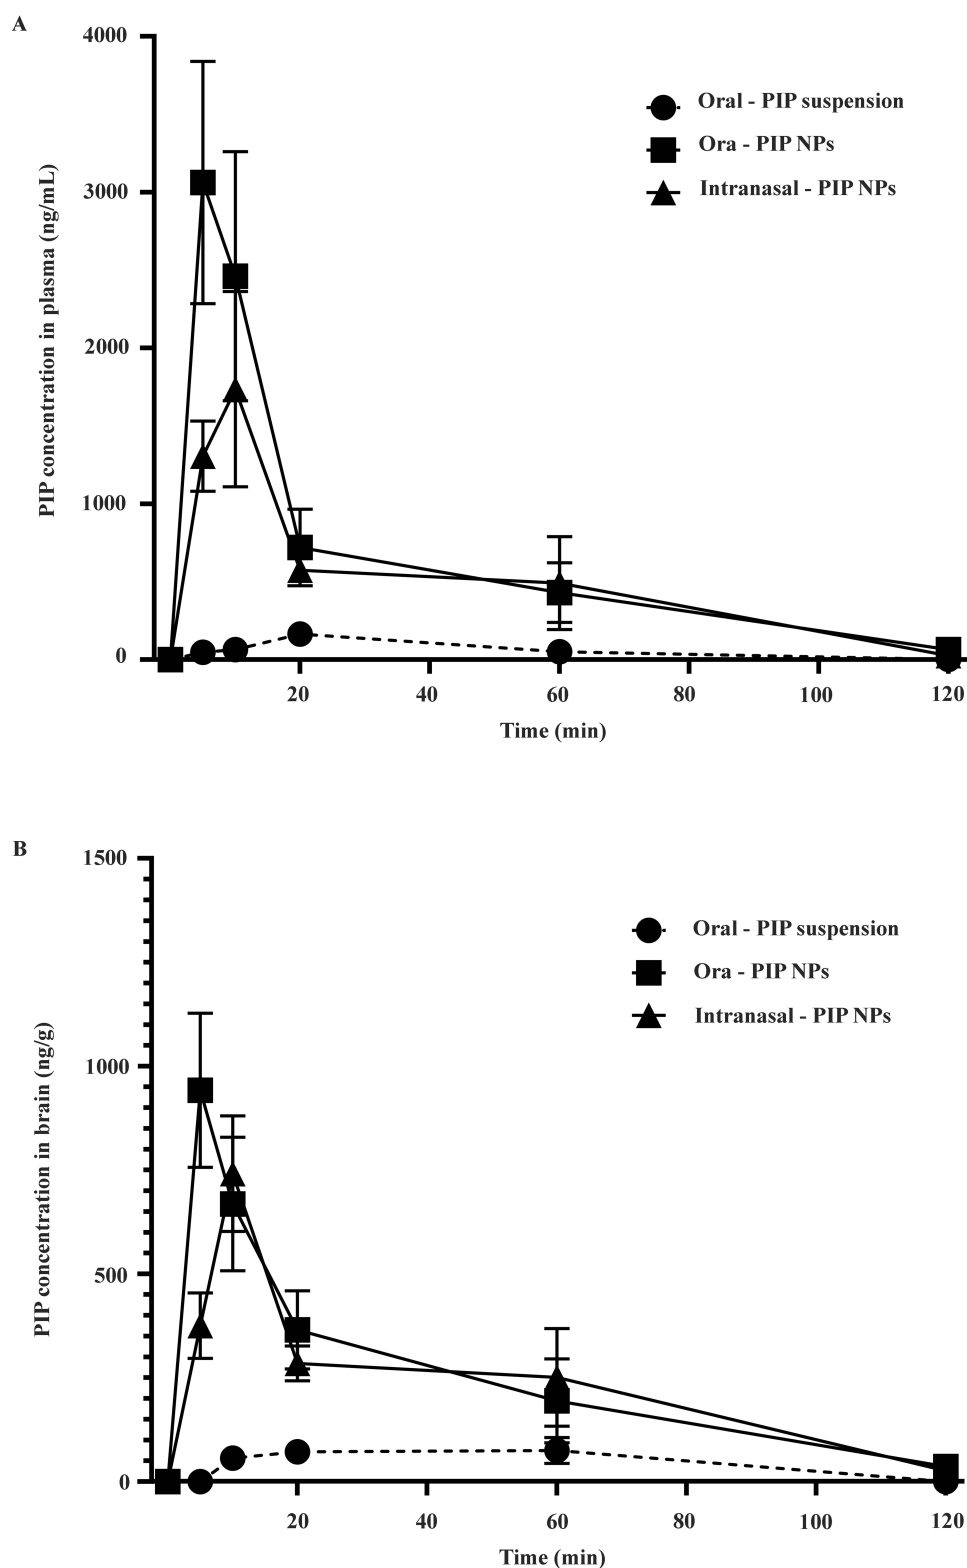 A
4000
3000
2000
1000
0
PIP concentration in plasma (ng/mL)
Oral - PIP suspension
Ora - PIP NPs
Intranasal - PIP NPs
20 40 60 80 100 120
Time (min)
B
1500
1000
500
0
PIP concentration in brain (ng/g)
Oral - PIP suspension
Ora - PIP NPs
Intranasal - PIP NPs
20 40 60 80 100 120
Time (min)